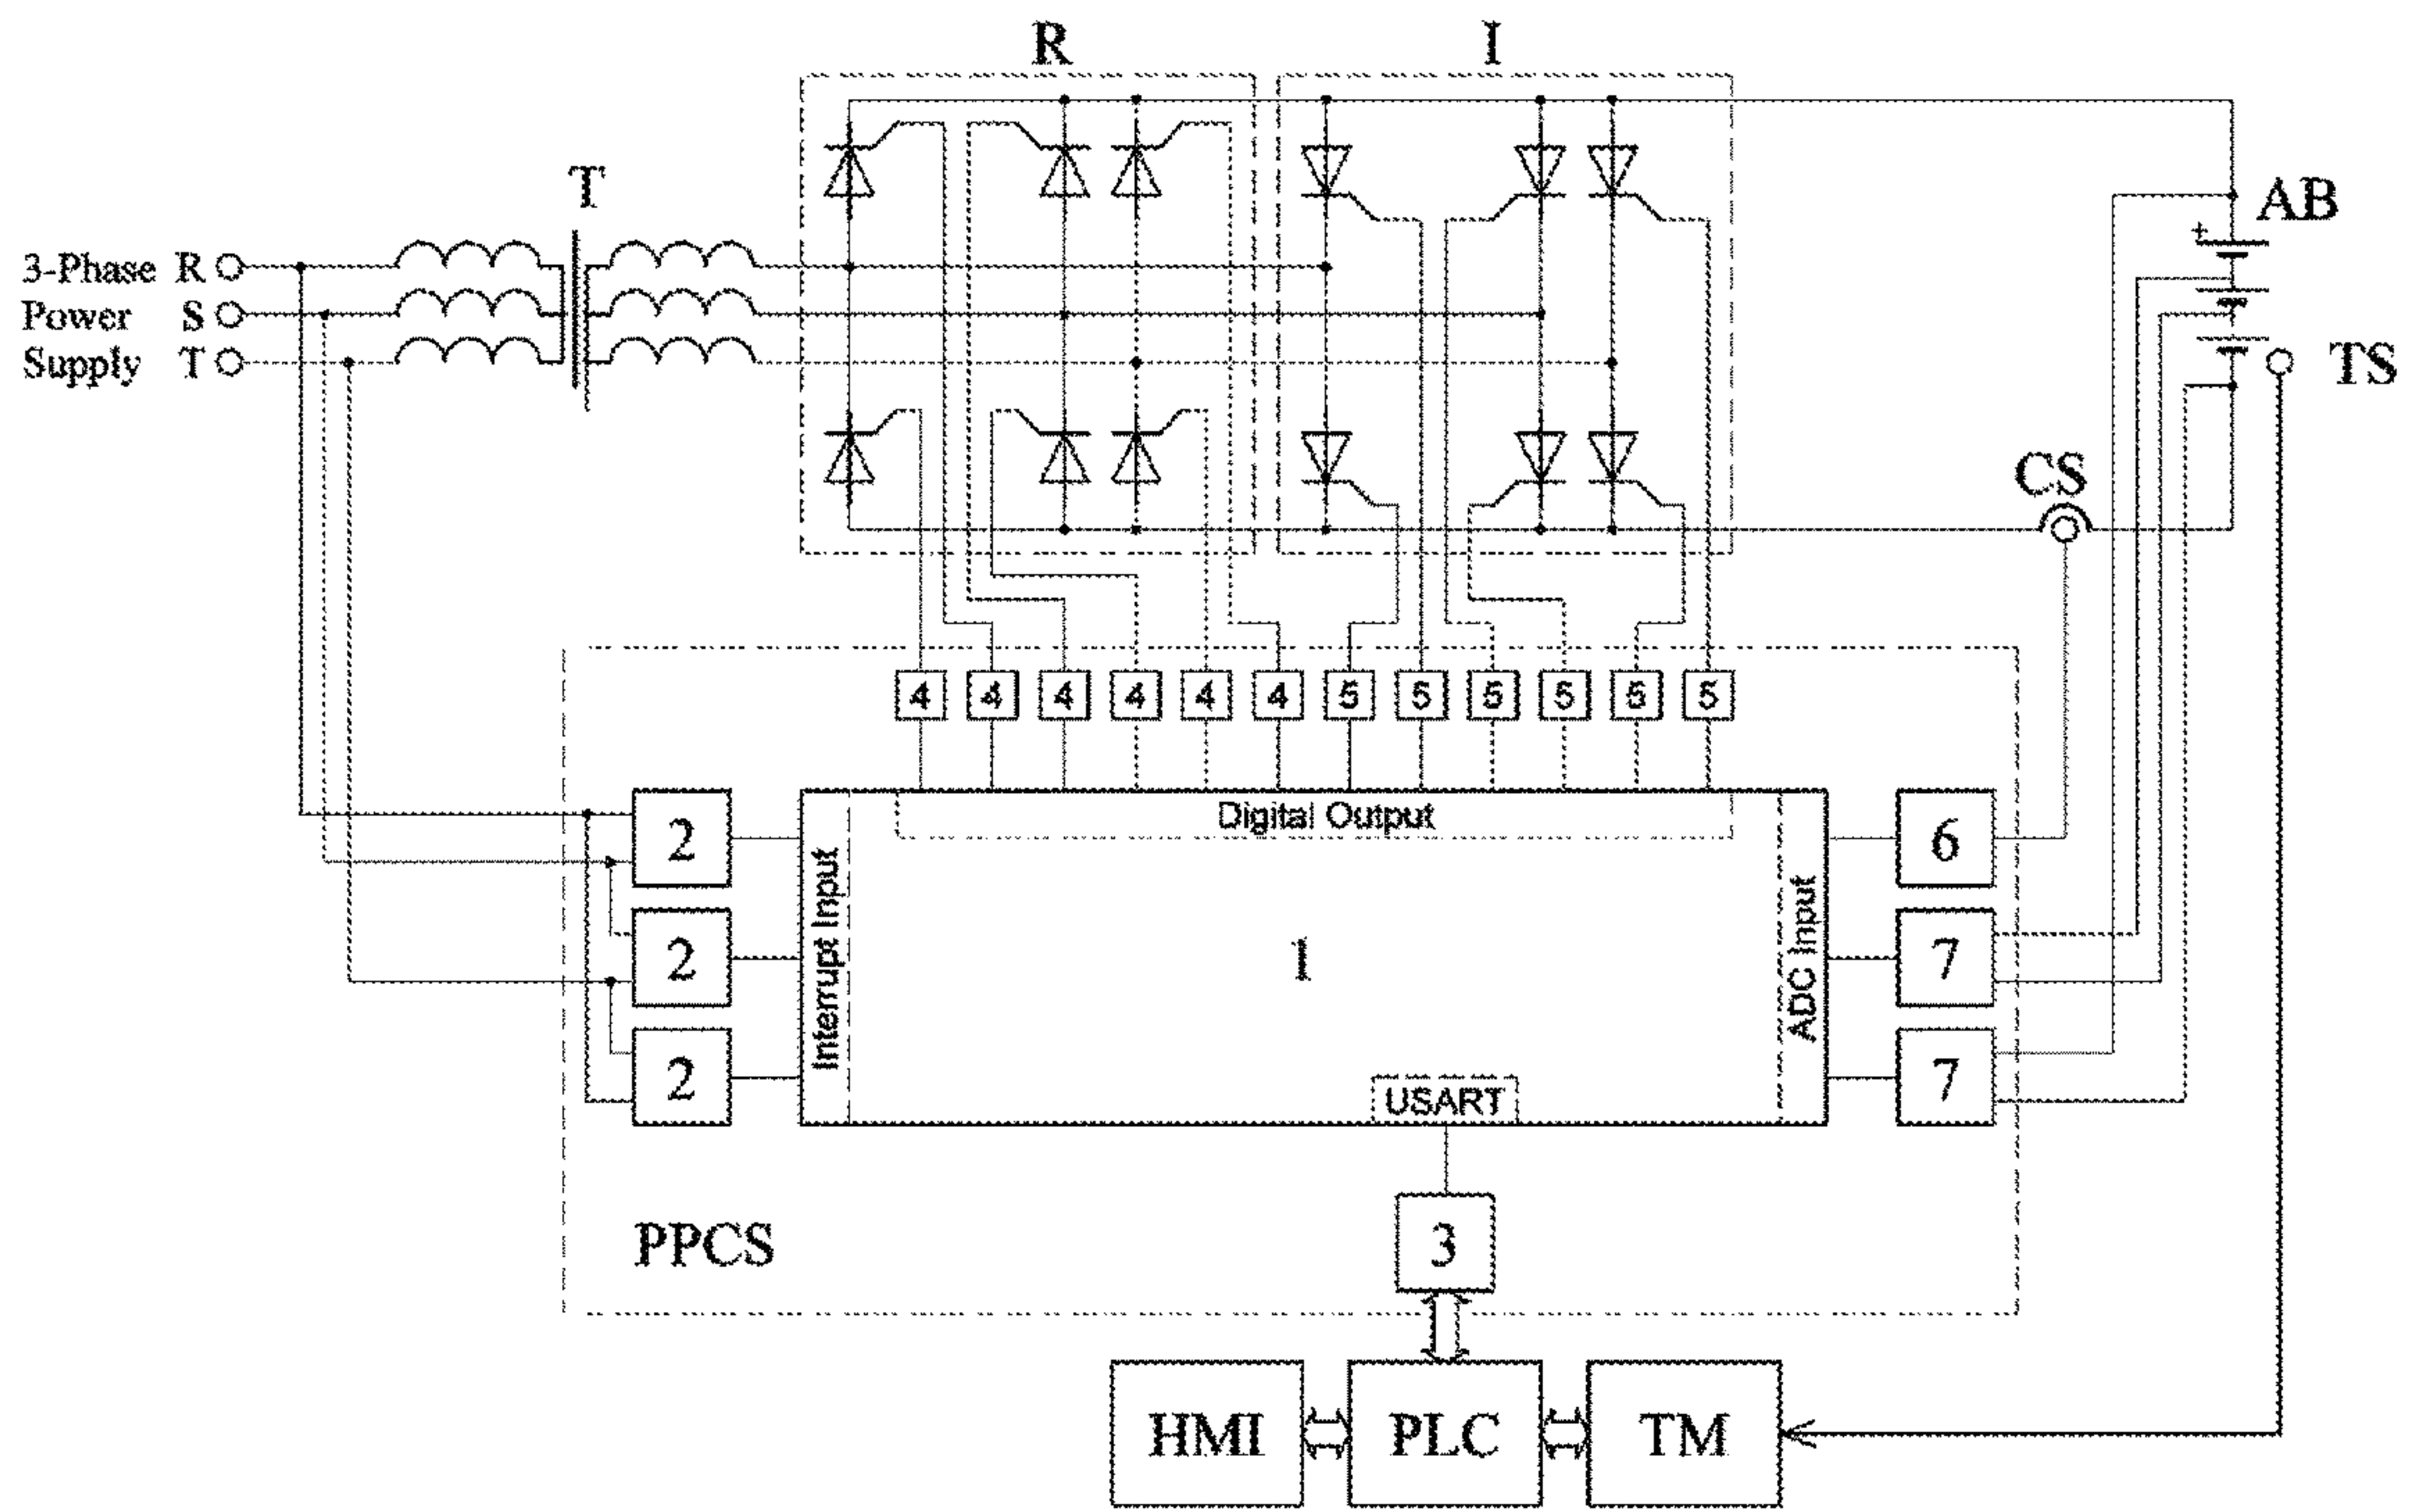 R
I
T
AB
+
3-Phase R
Power S
Supply T
TS
CS
4 4 4 4 4 4 5 5 5 5 5 5
Digital Output
2
2
2
Interrupt Input
1
ADC Input
6
7
7
USART
3
PPCS
HMI
PLC
TM